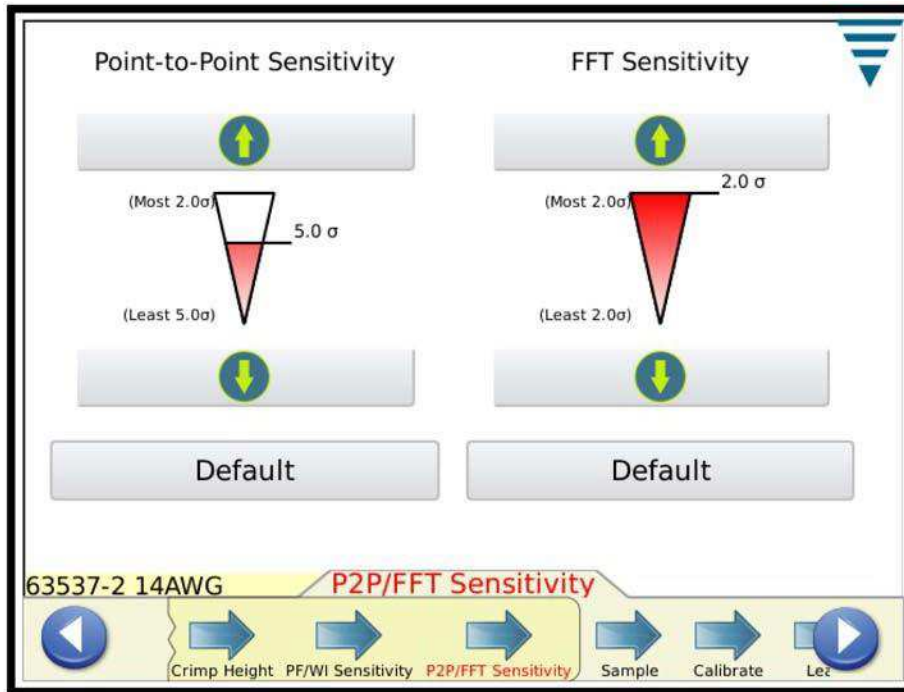 Point-to-Point Sensitivity
FFT Sensitivity
(Most 2.0σ)
5.0 σ
(Least 5.0σ)
2.0 σ
(Most 2.0σ)
(Least 2.0σ)
Default
Default
63537-2 14AWG
P2P/FFT Sensitivity
Crimp Height
PF/WI Sensitivity
P2P/FFT Sensitivity
Sample
Calibrate